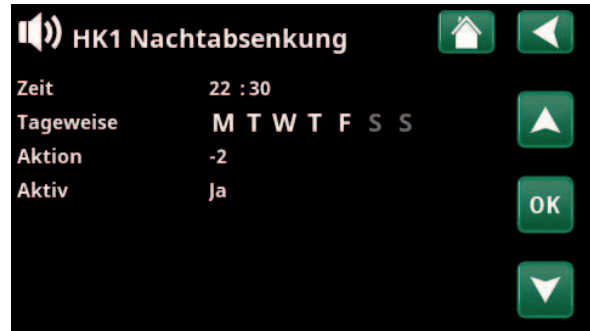 HK1 Nachtabsenkung
Zeit 22 :30
Tageweise M T W T F S S
Aktion -2
Aktiv Ja
OK